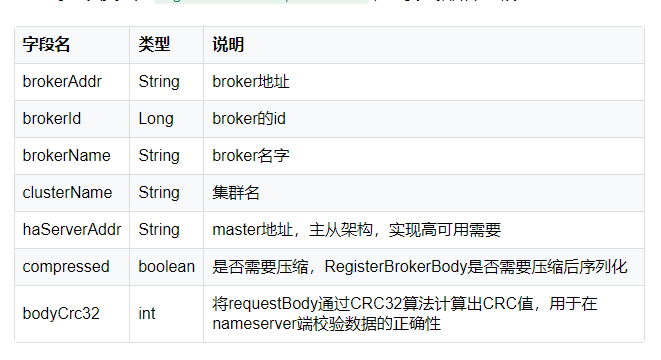 字段名 类型 说明
brokerAddr String broker地址
brokerId Long broker的id
brokerName String broker名字
clusterName String 集群名
haServerAddr String master地址，主从架构，实现高可用需要
compressed boolean 是否需要压缩，RegisterBrokerBody是否需要压缩后序列化
bodyCrc32 int 将requestBody通过CRC32算法计算出CRC值，用于在
nameserver端校验数据的正确性